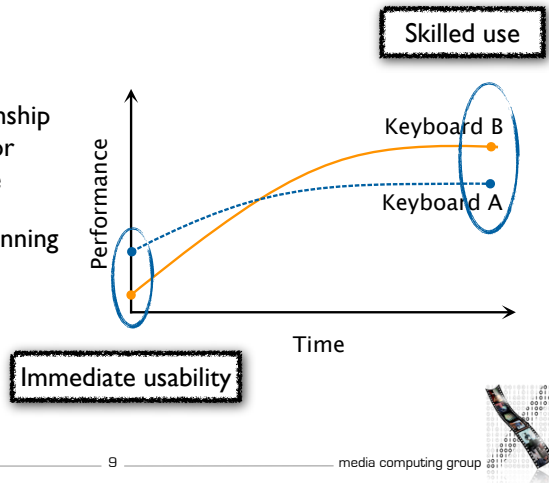 Skilled use
nship
or
e
nning
Performance
Keyboard B
Keyboard A
Time
Immediate usability
9
media computing group